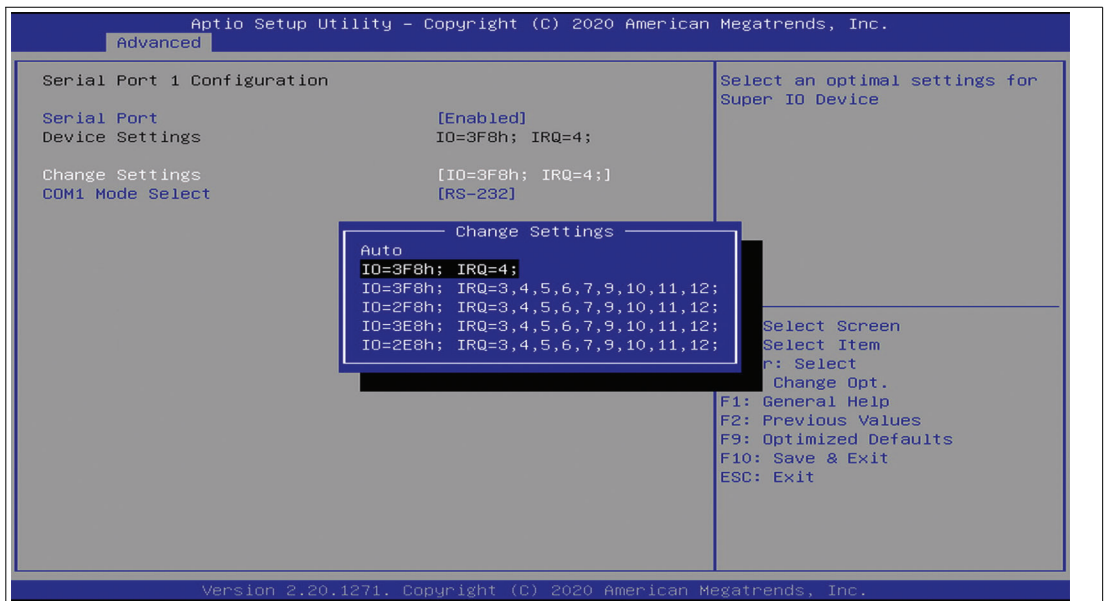 Aptio Setup Utility – Copyright (C) 2020 American Megatrends, Inc.
Advanced
Serial Port 1 Configuration
Serial Port [Enabled]
Device Settings IO=3F8h; IRQ=4;
Change Settings [IO=3F8h; IRQ=4;]
COM1 Mode Select [RS-232]
Select an optimal settings for
Super IO Device
Change Settings
Auto
IO=3F8h; IRQ=4;
IO=3F8h; IRQ=3,4,5,6,7,9,10,11,12;
IO=2F8h; IRQ=3,4,5,6,7,9,10,11,12;
IO=3E8h; IRQ=3,4,5,6,7,9,10,11,12;
IO=2E8h; IRQ=3,4,5,6,7,9,10,11,12;
Select Screen
Select Item
r: Select
Change Opt.
F1: General Help
F2: Previous Values
F9: Optimized Defaults
F10: Save & Exit
ESC: Exit
Version 2.20.1271. Copyright (C) 2020 American Megatrends, Inc.